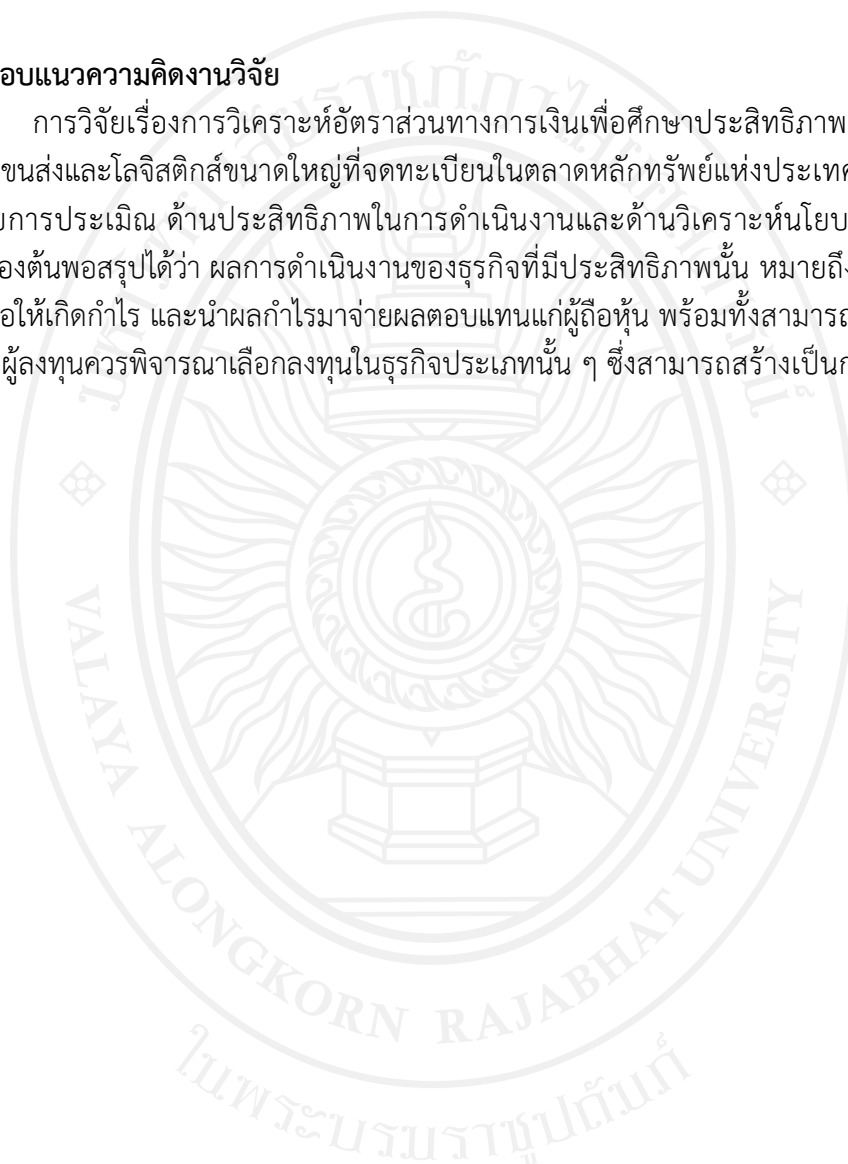 อบแนวความคิดงานวิจัย
การวิจัยเรื่องการวิเคราะห์อัตราส่วนทางการเงินเพื่อศึกษาประสิทธิภาพ
ขนส่งและโลจิสติกส์ขนาดใหญ่ที่จดทะเบียนในตลาดหลักทรัพย์แห่งประเทศ
การประเมิณ ด้านประสิทธิภาพในการดำเนินงานและด้านวิเคราะห์นโยบ
องต้นพอสรุปได้ว่า ผลการดำเนินงานของธุรกิจที่มีประสิทธิภาพนั้น หมายถึง
อให้เกิดกำไร และนำผลกำไรมาจ่ายผลตอบแทนแก่ผู้ถือหุ้น พร้อมทั้งสามารถ
ผู้ลงทุนควรพิจารณาเลือกลงทุนในธุรกิจประเภทนั้น ๆ ซึ่งสามารถสร้างเป็นก
VALAYA ALONGKORN RAJABHAT UNIVERSITY
ในพระบรมราชูปถัมภ์